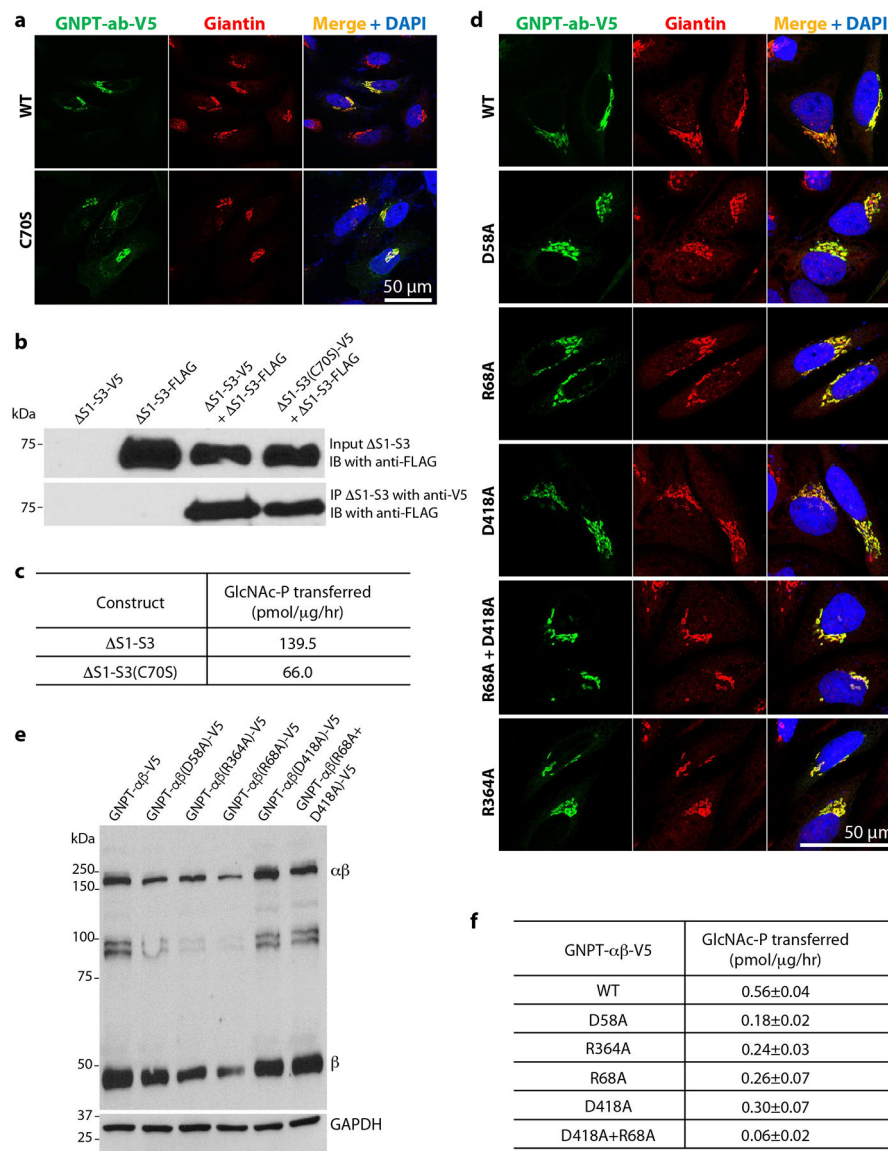 a
GNPT-ab-V5 Giantin Merge + DAPI
WT
C70S
50 µm
b
ΔS1-S3-V5
ΔS1-S3-FLAG
ΔS1-S3-V5
+ ΔS1-S3-FLAG
ΔS1-S3(C70S)-V5
+ ΔS1-S3-FLAG
kDa
75
Input ΔS1-S3
IB with anti-FLAG
75
IP ΔS1-S3 with anti-V5
IB with anti-FLAG
c
Construct
GlcNAc-P transferred
(pmol/µg/hr)
ΔS1-S3 139.5
ΔS1-S3(C70S) 66.0
e
GNPT-αβ-V5
GNPT-αβ(D58A)-V5
GNPT-αβ(R364A)-V5
GNPT-αβ(R68A)-V5
GNPT-αβ(D418A)-V5
GNPT-αβ(R68A+
D418A)-V5
kDa
250
150
100
75
50
37
25
αβ
β
GAPDH
d
GNPT-ab-V5 Giantin Merge + DAPI
WT
D58A
R68A
D418A
R68A + D418A
R364A
50 µm
f
GNPT-αβ-V5
GlcNAc-P transferred
(pmol/µg/hr)
WT 0.56±0.04
D58A 0.18±0.02
R364A 0.24±0.03
R68A 0.26±0.07
D418A 0.30±0.07
D418A+R68A 0.06±0.02